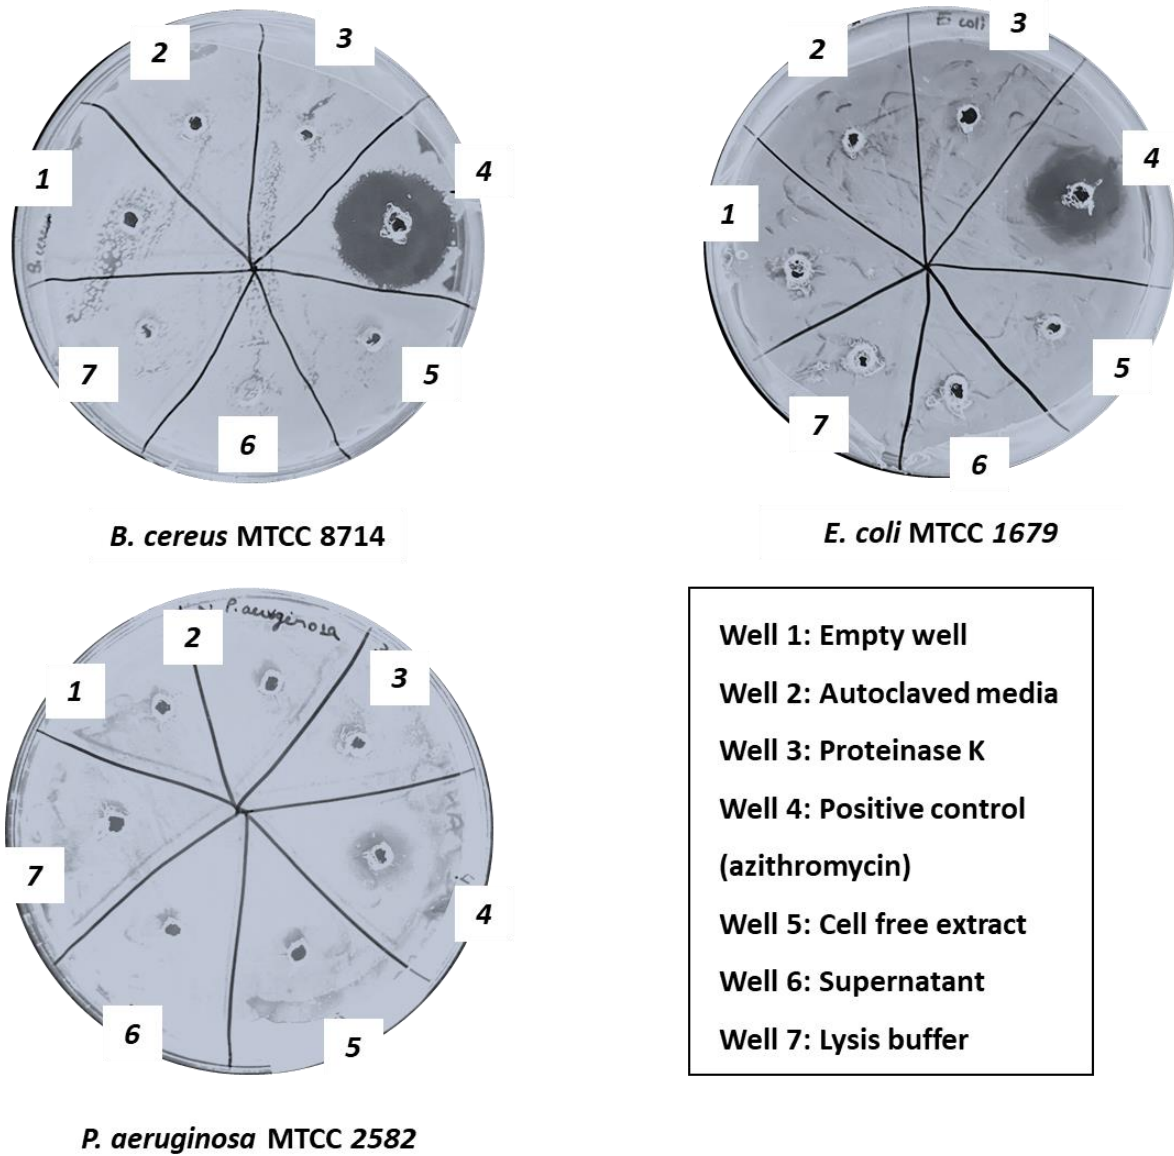 2
3
4
1
B. cereus
7
5
6
B. cereus MTCC 8714
E. coli
3
2
4
1
5
7
6
E. coli MTCC 1679
P. aeruginosa
2
3
1
7
4
6
5
P. aeruginosa MTCC 2582
Well 1: Empty well
Well 2: Autoclaved media
Well 3: Proteinase K
Well 4: Positive control
(azithromycin)
Well 5: Cell free extract
Well 6: Supernatant
Well 7: Lysis buffer